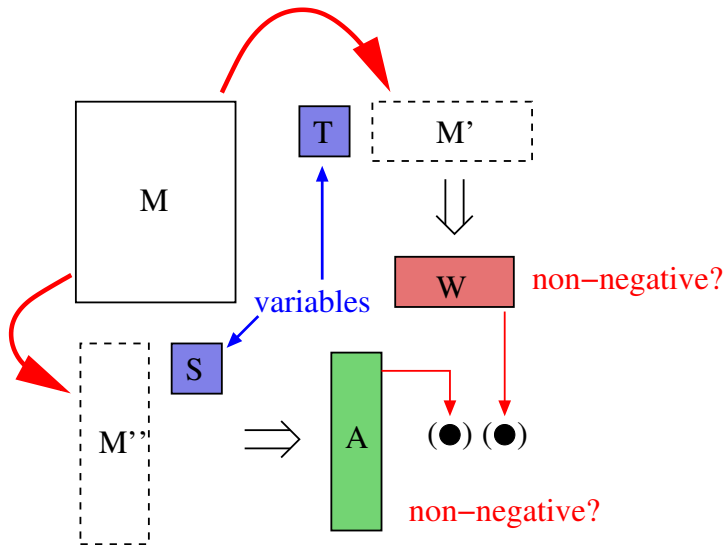 T
M'
M
W
non−negative?
variables
S
M''
A
(●) (●)
non−negative?